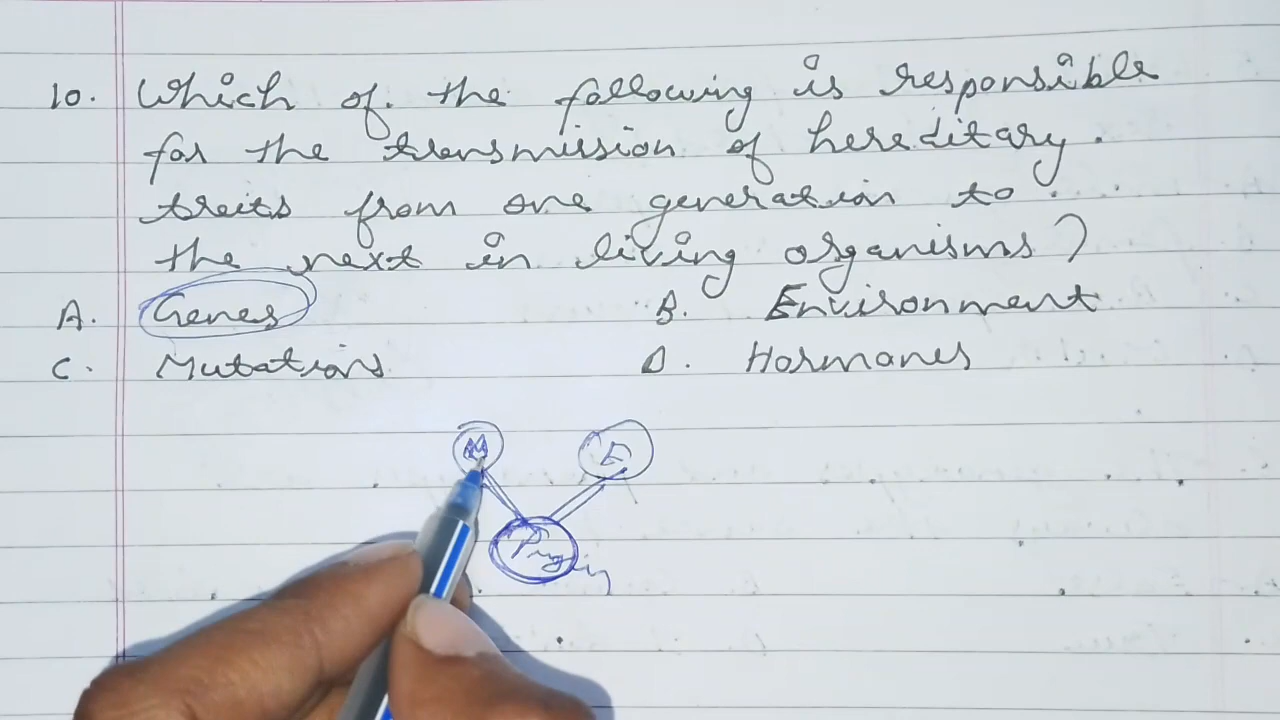 10. Which of the following is responsible
for the transmission of hereditary
traits from one generation to
the next in living organisms?
A. Genes B. Environment
C. Mutations D. Hormones
M F